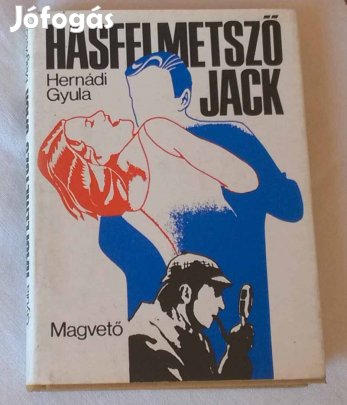 Jófogás
HASFELMETSZŐ
Hernádi
Gyula
JACK
Magvető